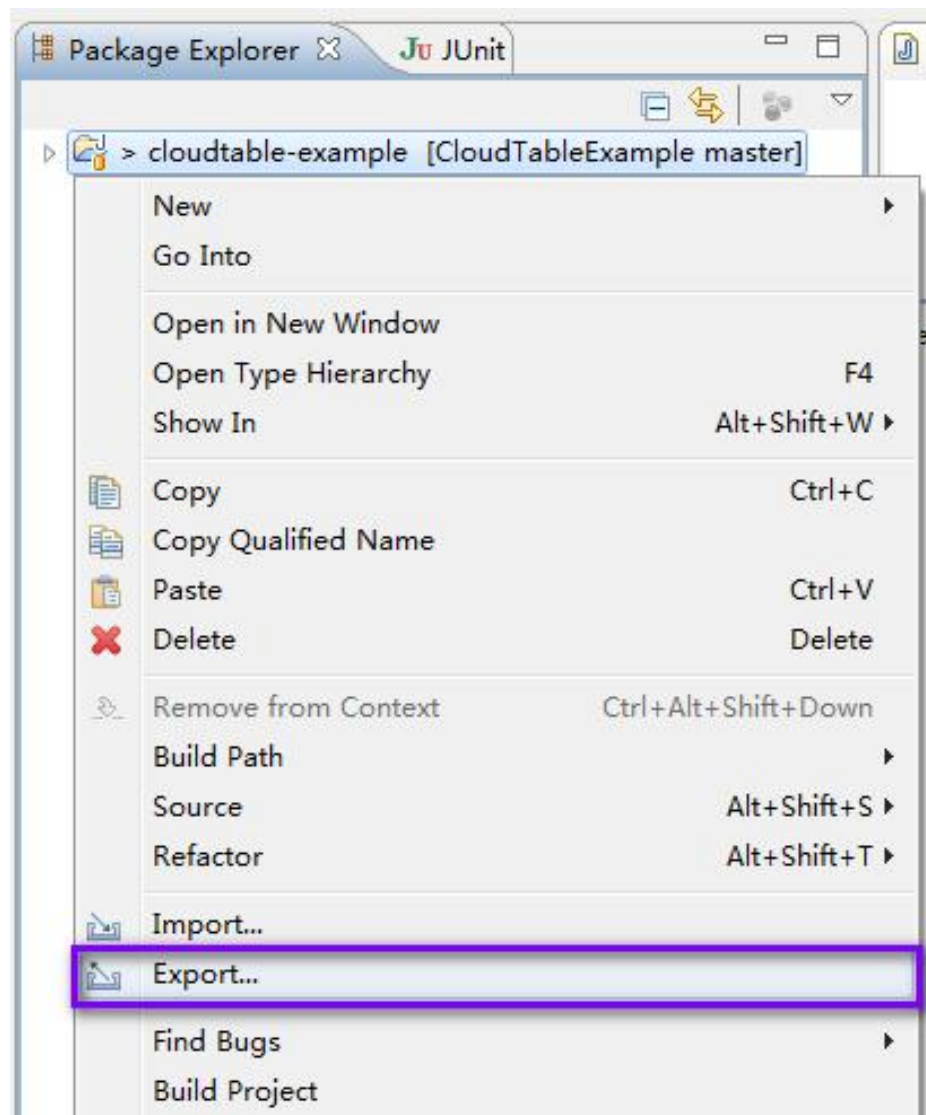 Package Explorer JU JUnit
> cloudtable-example [CloudTableExample master]
New
Go Into
Open in New Window
Open Type Hierarchy F4
Show In Alt+Shift+W
Copy Ctrl+C
Copy Qualified Name
Paste Ctrl+V
Delete Delete
Remove from Context Ctrl+Alt+Shift+Down
Build Path
Source Alt+Shift+S
Refactor Alt+Shift+T
Import...
Export...
Find Bugs
Build Project